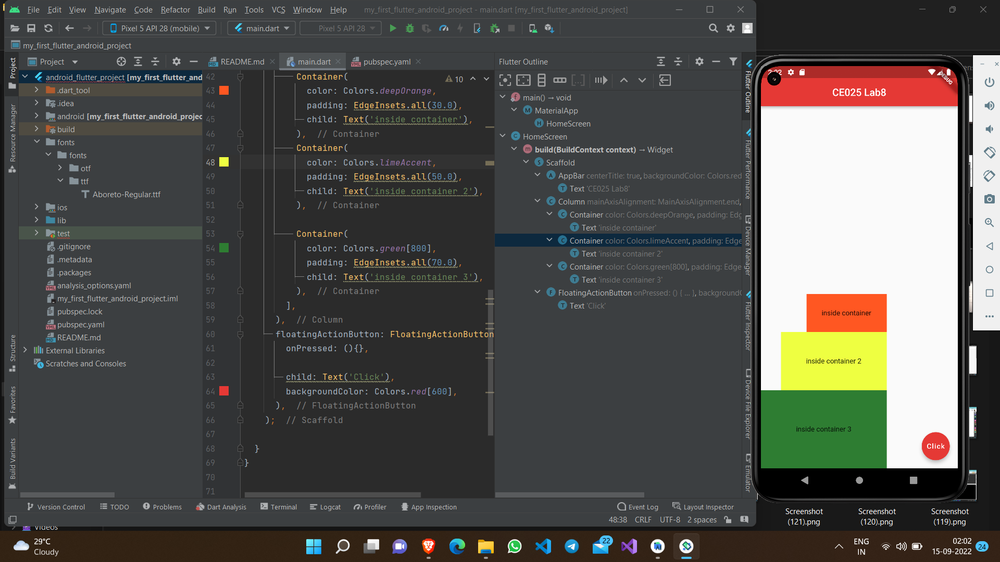 File Edit View Navigate Code Refactor Build Run Tools VCS Window Help my_first_flutter_android_project - main.dart [my_first_flutter_android_project]
Pixel 5 API 28 (mobile) main.dart Pixel 5 API 28
my_first_flutter_android_project
Project
README.md main.dart pubspec.yaml
Flutter Outline
android_flutter_project [my_first_flutter_and
.dart_tool
.idea
android [my_first_flutter_android_projec
build
fonts
fonts
otf
ttf
Aboreto-Regular.ttf
ios
lib
test
.gitignore
.metadata
.packages
analysis_options.yaml
my_first_flutter_android_project.iml
pubspec.lock
pubspec.yaml
README.md
External Libraries
Scratches and Consoles
Project
Resource Manager
Structure
Favorites
Build Variants
10
42 Container(
43 color: Colors.deepOrange,
44 padding: EdgeInsets.all(30.0),
45 child: Text('inside container'),
46 ), // Container
47 Container(
48 color: Colors.limeAccent,
49 padding: EdgeInsets.all(50.0),
50 child: Text('inside container 2'),
51 ), // Container
52
53 Container(
54 color: Colors.green[800],
55 padding: EdgeInsets.all(70.0),
56 child: Text('inside container 3'),
57 ), // Container
58 ],
59 ), // Column
60 floatingActionButton: FloatingActionButton
61 onPressed: (){},
62
63 child: Text('Click'),
64 backgroundColor: Colors.red[600],
65 ), // FloatingActionButton
66 ); // Scaffold
67
68 }
69 }
70
71
main() → void
MaterialApp
HomeScreen
HomeScreen
build(BuildContext context) → Widget
Scaffold
AppBar centerTitle: true, backgroundColor: Colors.red
Text 'CE025 Lab8'
Column mainAxisAlignment: MainAxisAlignment.end,
Container color: Colors.deepOrange, padding: Edg
Text 'inside container'
Container color: Colors.limeAccent, padding: Edge
Text 'inside container 2'
Container color: Colors.green[800], padding: Edge
Text 'inside container 3'
FloatingActionButton onPressed: () { ... }, backgroundC
Text 'Click'
Flutter Outline
Flutter Performance
Device Manager
Flutter Inspector
Device File Explorer
Emulator
2:02
DEBUG
CE025 Lab8
inside container
inside container 2
inside container 3
Click
Version Control TODO Problems Dart Analysis Terminal Logcat Profiler App Inspection Event Log Layout Inspector
48:38 CRLF UTF-8 2 spaces
Videos
Screenshot (121).png
Screenshot (120).png
Screenshot (119).png
29°C
Cloudy
22
ENG
IN
02:02
15-09-2022
24